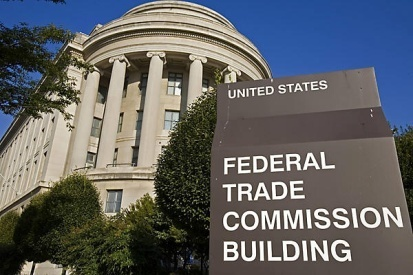 UNITED STATES
FEDERAL
TRADE
COMMISSION
BUILDING